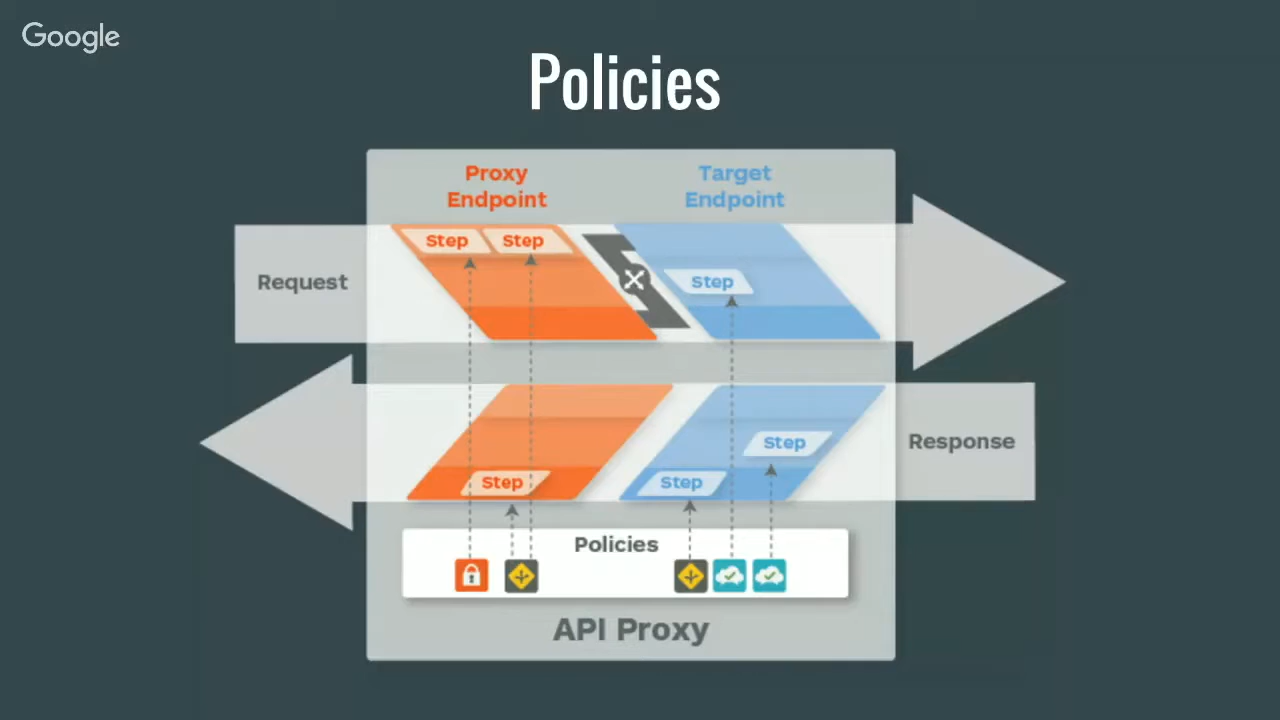 Google
Policies
Proxy
Endpoint
Target
Endpoint
Step
Step
Request
Step
Step
Response
Step
Step
Policies
API Proxy